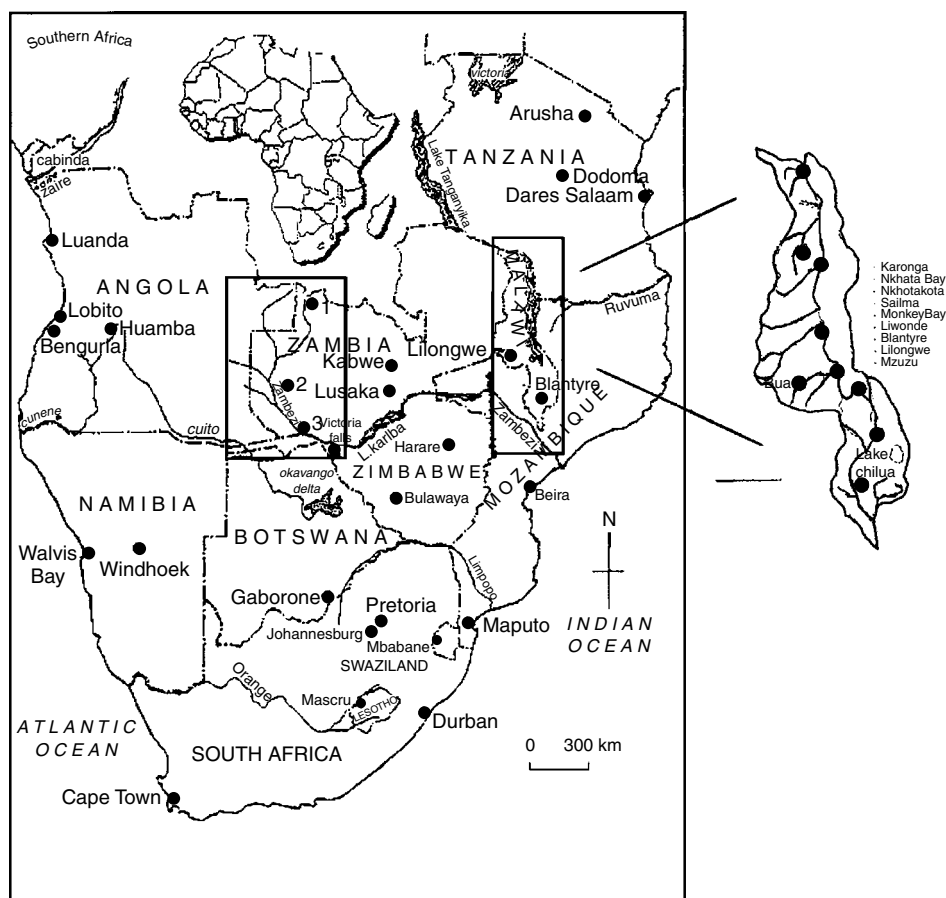 Southern Africa
victoria
Arusha
cabinda
zaire
Lake Tanganyika
TANZANIA
Dodoma
Dares Salaam
Luanda
ANGOLA
MALAWI
Ruvuma
Lobito
Huamba
Benguria
1
ZAMBIA
Kabwe
Lilongwe
2
Lusaka
Blantyre
Zambezi
3
Victoria
falls
cunene
cuito
L.kariba
Harare
Zambezi
ZIMBABWE
MOZAMBIQUE
okavango
delta
Bulawaya
Beira
NAMIBIA
BOTSWANA
N
Walvis
Bay
Windhoek
Limpopo
Gaborone
Pretoria
Johannesburg
Maputo
Mbabane
SWAZILAND
INDIAN
OCEAN
Orange
Mascru
LESOTHO
Durban
ATLANTIC
OCEAN
SOUTH AFRICA
0 300 km
Cape Town
Karonga
Nkhata Bay
Nkhotakota
Sailma
MonkeyBay
Liwonde
Blantyre
Lilongwe
Mzuzu
Bua
Lake
chilua